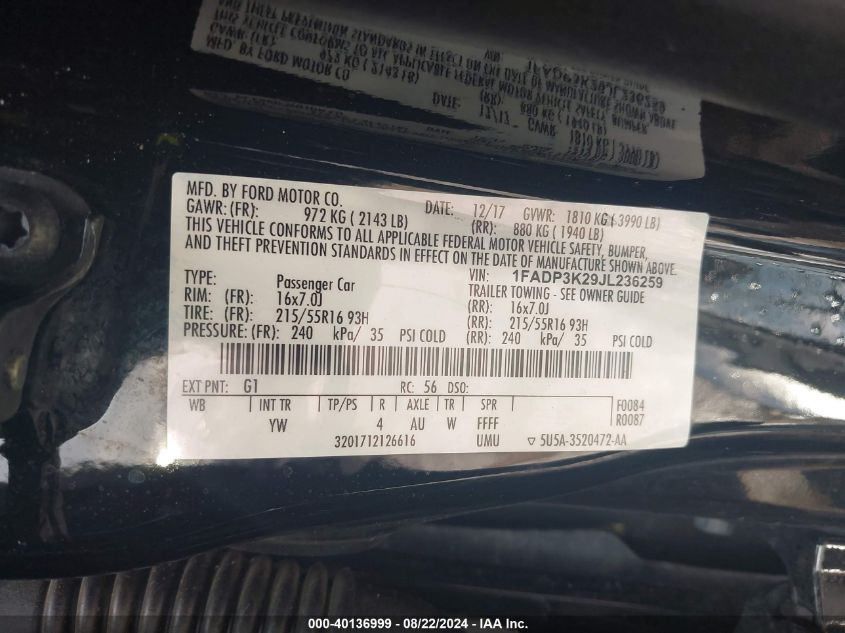 MFD. BY FORD MOTOR CO. DATE: 12/17 GVWR: 1810 KG ( 3990 LB)
GAWR: (FR): 972 KG ( 2143 LB) (RR): 880 KG ( 1940 LB)
THIS VEHICLE CONFORMS TO ALL APPLICABLE FEDERAL MOTOR VEHICLE SAFETY, BUMPER,
AND THEFT PREVENTION STANDARDS IN EFFECT ON THE DATE OF MANUFACTURE SHOWN ABOVE.
VIN: 1FADP3K29JL236259
TYPE: Passenger Car TRAILER TOWING - SEE OWNER GUIDE
RIM: (FR): 16x7.0J (RR): 16x7.0J
TIRE: (FR): 215/55R16 93H (RR): 215/55R16 93H
PRESSURE: (FR): 240 kPa/ 35 PSI COLD (RR): 240 kPa/ 35 PSI COLD
EXT PNT: G1 RC: 56 DSO:
WB INT TR TP/PS R AXLE TR SPR F0084
YW 4 AU W FFFF R0087
3201712126616 UMU ▽ 5U5A-3520472-AA
000-40136999 - 08/22/2024 - IAA Inc.